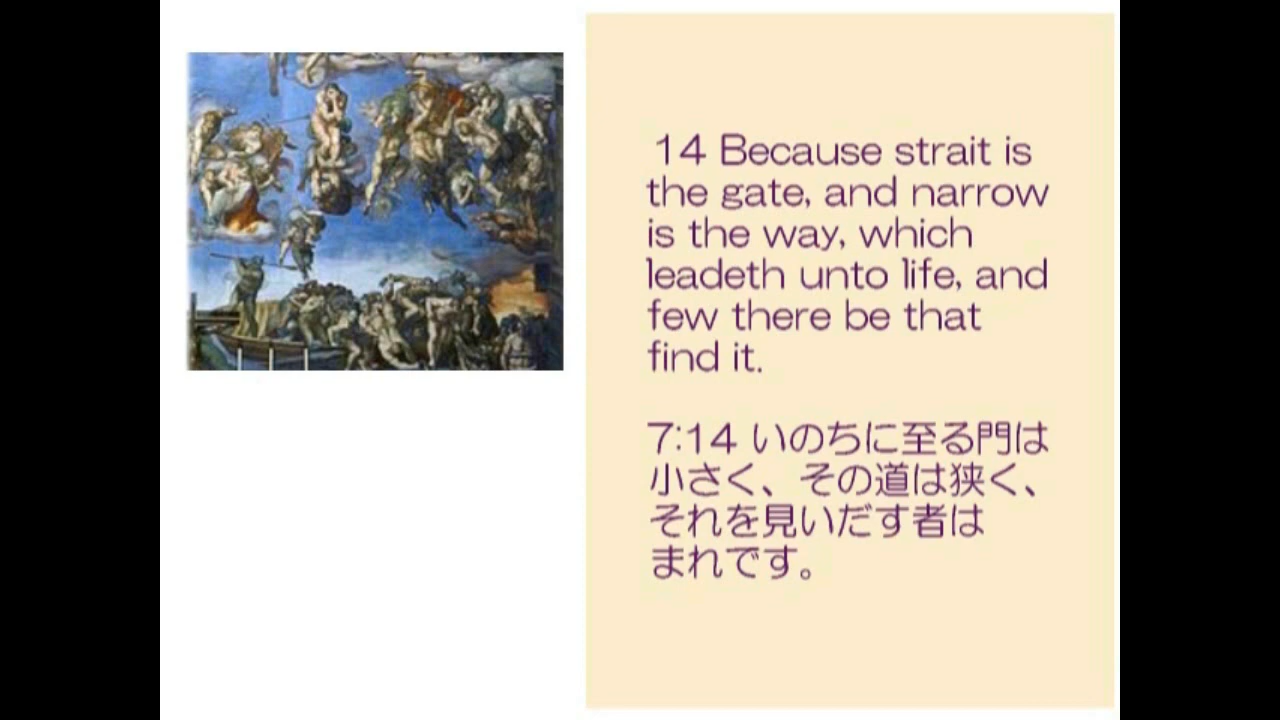 14 Because strait is
the gate, and narrow
is the way, which
leadeth unto life, and
few there be that
find it.
7:14 いのちに至る門は
小さく、その道は狭く、
それを見いだす者は
まれです。